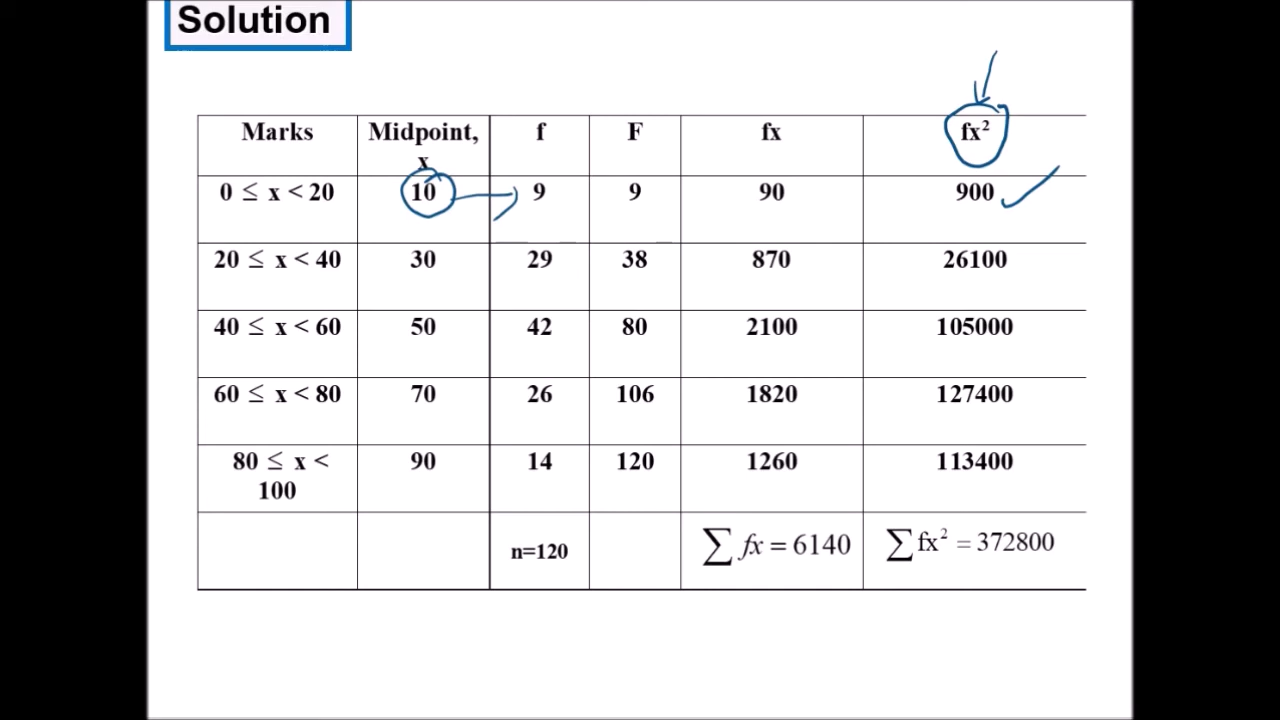 Solution
Marks Midpoint, x f F fx fx²
0 ≤ x < 20 10 9 9 90 900
20 ≤ x < 40 30 29 38 870 26100
40 ≤ x < 60 50 42 80 2100 105000
60 ≤ x < 80 70 26 106 1820 127400
80 ≤ x < 100 90 14 120 1260 113400
n=120 ∑ fx = 6140 ∑ fx² = 372800